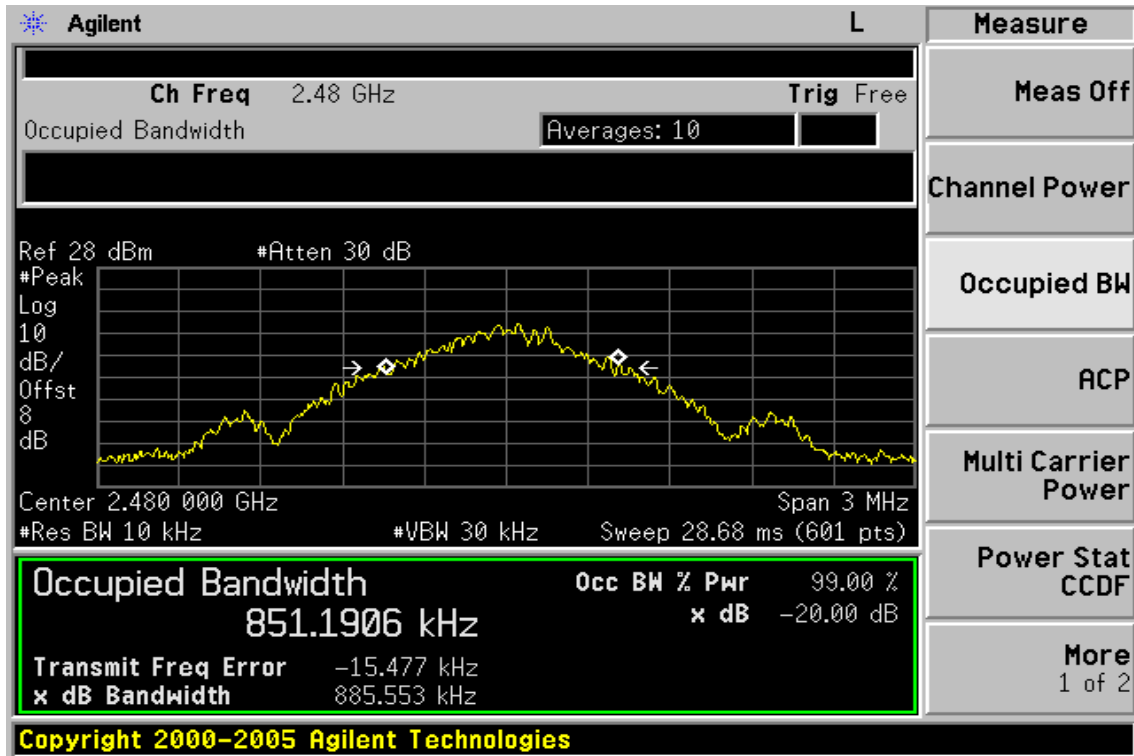 Agilent L
Measure
Ch Freq 2.48 GHz Trig Free
Occupied Bandwidth Averages: 10
Ref 28 dBm #Atten 30 dB
#Peak
Log
10
dB/
Offst
8
dB
Center 2.480 000 GHz Span 3 MHz
#Res BW 10 kHz #VBW 30 kHz Sweep 28.68 ms (601 pts)
Occupied Bandwidth
851.1906 kHz
Occ BW % Pwr 99.00 %
x dB -20.00 dB
Transmit Freq Error -15.477 kHz
x dB Bandwidth 885.553 kHz
Meas Off
Channel Power
Occupied BW
ACP
Multi Carrier
Power
Power Stat
CCDF
More
1 of 2
Copyright 2000-2005 Agilent Technologies